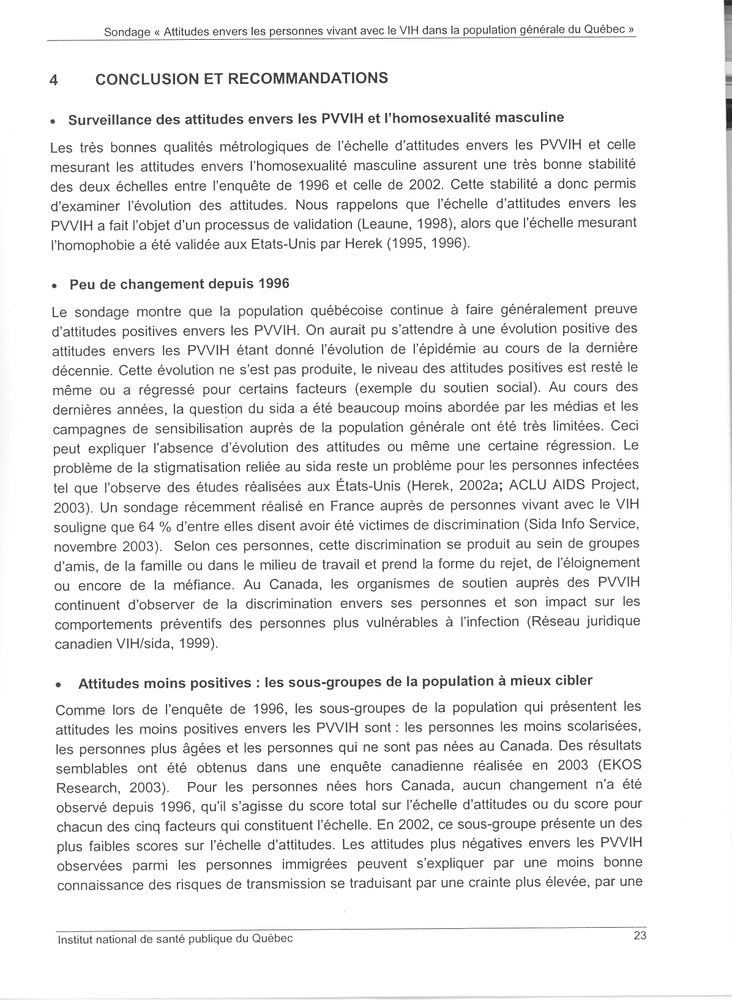 Sondage « Attitudes envers les personnes vivant avec le VIH dans la population générale du Québec »
4 CONCLUSION ET RECOMMANDATIONS
• Surveillance des attitudes envers les PVVIH et l'homosexualité masculine
Les très bonnes qualités métrologiques de l'échelle d'attitudes envers les PVVIH et celle
mesurant les attitudes envers l'homosexualité masculine assurent une très bonne stabilité
des deux échelles entre l'enquête de 1996 et celle de 2002. Cette stabilité a donc permis
d'examiner l'évolution des attitudes. Nous rappelons que l'échelle d'attitudes envers les
PVVIH a fait l'objet d'un processus de validation (Leaune, 1998), alors que l'échelle mesurant
l'homophobie a été validée aux Etats-Unis par Herek (1995, 1996).
• Peu de changement depuis 1996
Le sondage montre que la population québécoise continue à faire généralement preuve
d'attitudes positives envers les PVVIH. On aurait pu s'attendre à une évolution positive des
attitudes envers les PVVIH étant donné l'évolution de l'épidémie au cours de la dernière
décennie. Cette évolution ne s'est pas produite, le niveau des attitudes positives est resté le
même ou a régressé pour certains facteurs (exemple du soutien social). Au cours des
dernières années, la question du sida a été beaucoup moins abordée par les médias et les
campagnes de sensibilisation auprès de la population générale ont été très limitées. Ceci
peut expliquer l'absence d'évolution des attitudes ou même une certaine régression. Le
problème de la stigmatisation reliée au sida reste un problème pour les personnes infectées
tel que l'observe des études réalisées aux États-Unis (Herek, 2002a; ACLU AIDS Project,
2003). Un sondage récemment réalisé en France auprès de personnes vivant avec le VIH
souligne que 64 % d'entre elles disent avoir été victimes de discrimination (Sida Info Service,
novembre 2003). Selon ces personnes, cette discrimination se produit au sein de groupes
d'amis, de la famille ou dans le milieu de travail et prend la forme du rejet, de l'éloignement
ou encore de la méfiance. Au Canada, les organismes de soutien auprès des PVVIH
continuent d'observer de la discrimination envers ses personnes et son impact sur les
comportements préventifs des personnes plus vulnérables à l'infection (Réseau juridique
canadien VIH/sida, 1999).
• Attitudes moins positives : les sous-groupes de la population à mieux cibler
Comme lors de l'enquête de 1996, les sous-groupes de la population qui présentent les
attitudes les moins positives envers les PVVIH sont : les personnes les moins scolarisées,
les personnes plus âgées et les personnes qui ne sont pas nées au Canada. Des résultats
semblables ont été obtenus dans une enquête canadienne réalisée en 2003 (EKOS
Research, 2003). Pour les personnes nées hors Canada, aucun changement n'a été
observé depuis 1996, qu'il s'agisse du score total sur l'échelle d'attitudes ou du score pour
chacun des cinq facteurs qui constituent l'échelle. En 2002, ce sous-groupe présente un des
plus faibles scores sur l'échelle d'attitudes. Les attitudes plus négatives envers les PVVIH
observées parmi les personnes immigrées peuvent s'expliquer par une moins bonne
connaissance des risques de transmission se traduisant par une crainte plus élevée, par une
Institut national de santé publique du Québec 23